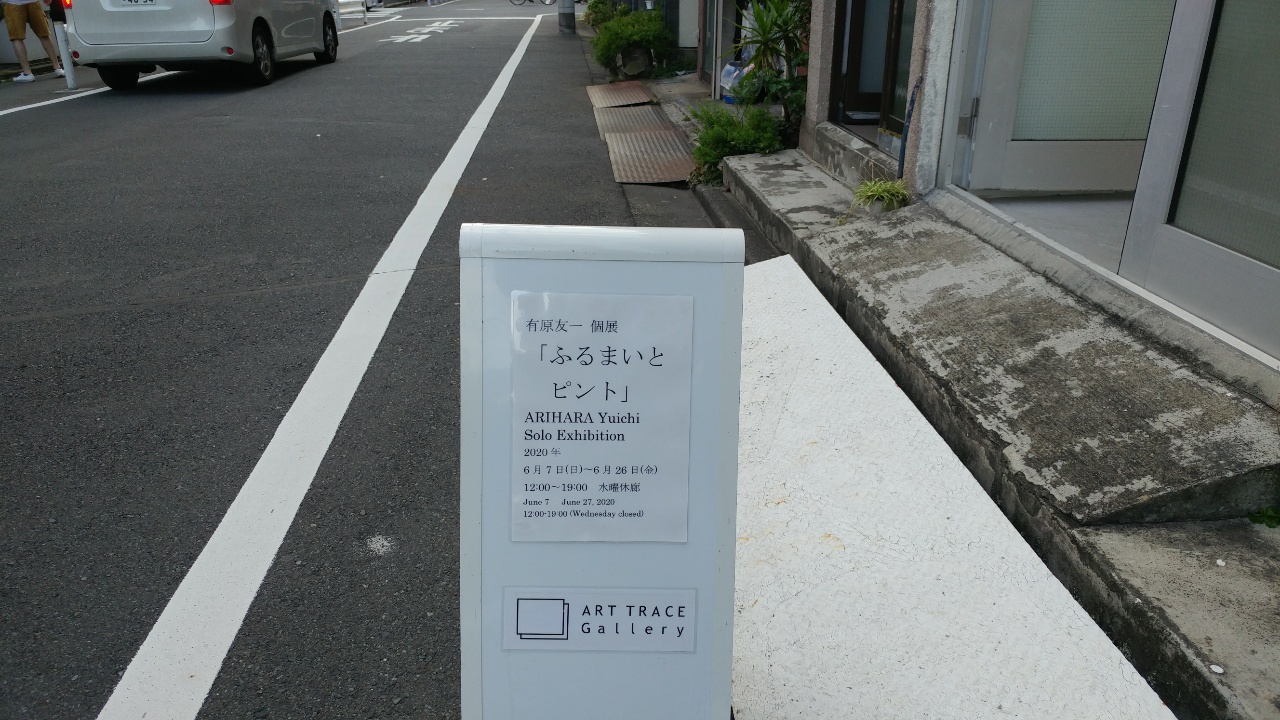 有原友一 個展
「ふるまいと
ピント」
ARIHARA Yuichi
Solo Exhibition
2020 年
6 月 7 日(日)～6 月 26 日(金)
12:00～19:00 水曜休廊
June 7 June 27, 2020
12:00-19:00 (Wednesday closed)
ART TRACE
Gallery